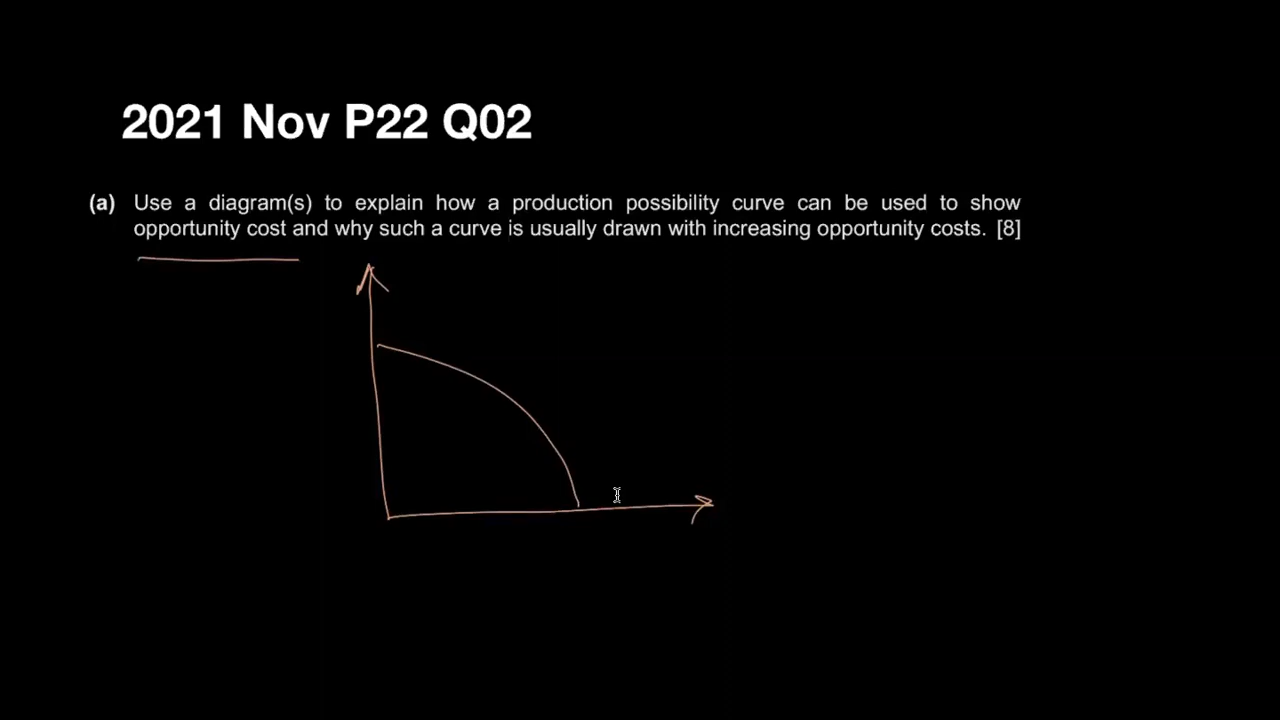 2021 Nov P22 Q02
(a) Use a diagram(s) to explain how a production possibility curve can be used to show
opportunity cost and why such a curve is usually drawn with increasing opportunity costs. [8]